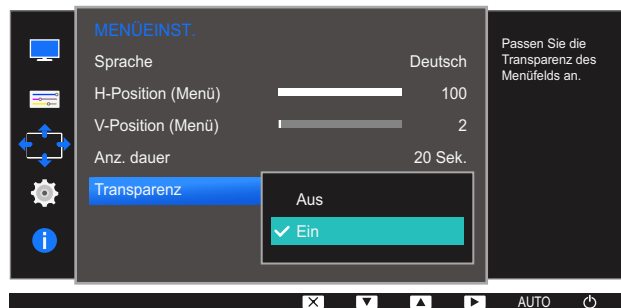 MENÜEINST.
Sprache Deutsch
H-Position (Menü) 100
V-Position (Menü) 2
Anz. dauer 20 Sek.
Transparenz
Aus
Ein
Passen Sie die
Transparenz des
Menüfelds an.
AUTO